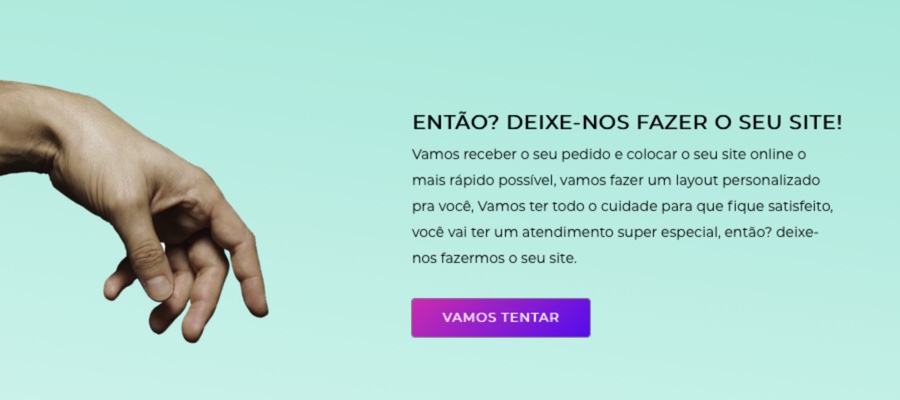 ENTÃO? DEIXE-NOS FAZER O SEU SITE!
Vamos receber o seu pedido e colocar o seu site online o
mais rápido possível, vamos fazer um layout personalizado
pra você, Vamos ter todo o cuidade para que fique satisfeito,
você vai ter um atendimento super especial, então? deixe-
nos fazermos o seu site.
VAMOS TENTAR